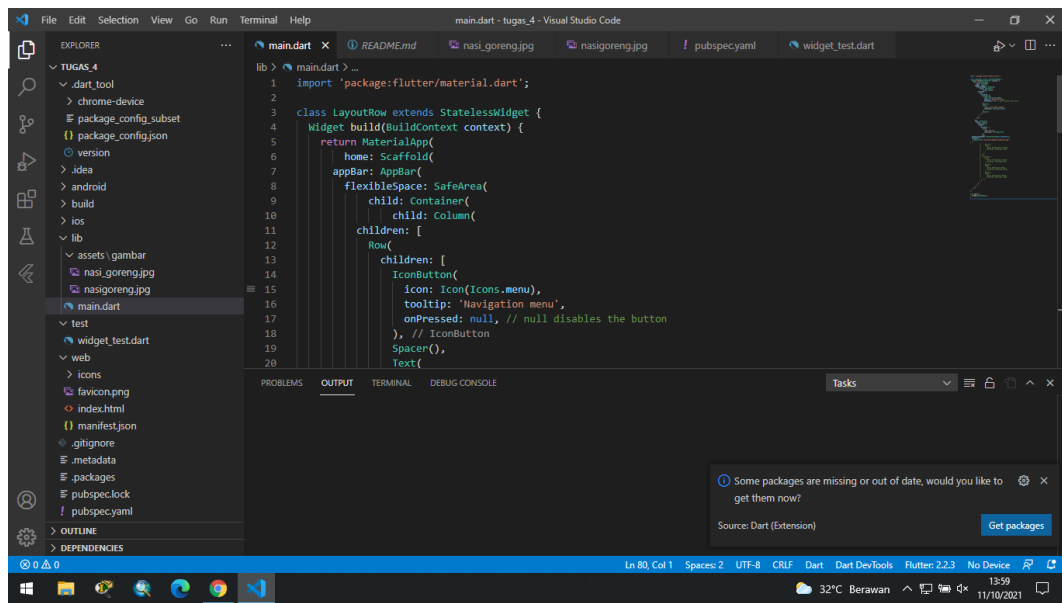 File Edit Selection View Go Run Terminal Help main.dart - tugas_4 - Visual Studio Code
EXPLORER
TUGAS_4
.dart_tool
chrome-device
package_config_subset
package_config.json
version
.idea
android
build
ios
lib
assets\gambar
nasi_goreng.jpg
nasigoreng.jpg
main.dart
test
widget_test.dart
web
icons
favicon.png
index.html
manifest.json
.gitignore
.metadata
.packages
pubspec.lock
pubspec.yaml
OUTLINE
DEPENDENCIES
main.dart README.md nasi_goreng.jpg nasigoreng.jpg pubspec.yaml widget_test.dart
lib > main.dart > ...
1 import 'package:flutter/material.dart';
2
3 class LayoutRow extends StatelessWidget {
4 Widget build(BuildContext context) {
5 return MaterialApp(
6 home: Scaffold(
7 appBar: AppBar(
8 flexibleSpace: SafeArea(
9 child: Container(
10 child: Column(
11 children: [
12 Row(
13 children: [
14 IconButton(
15 icon: Icon(Icons.menu),
16 tooltip: 'Navigation menu',
17 onPressed: null, // null disables the button
18 ), // IconButton
19 Spacer(),
20 Text(
PROBLEMS OUTPUT TERMINAL DEBUG CONSOLE Tasks
Some packages are missing or out of date, would you like to
get them now?
Source: Dart (Extension) Get packages
0 0 Ln 80, Col 1 Spaces: 2 UTF-8 CRLF Dart Dart DevTools Flutter: 2.2.3 No Device
32°C Berawan 13:59
11/10/2021